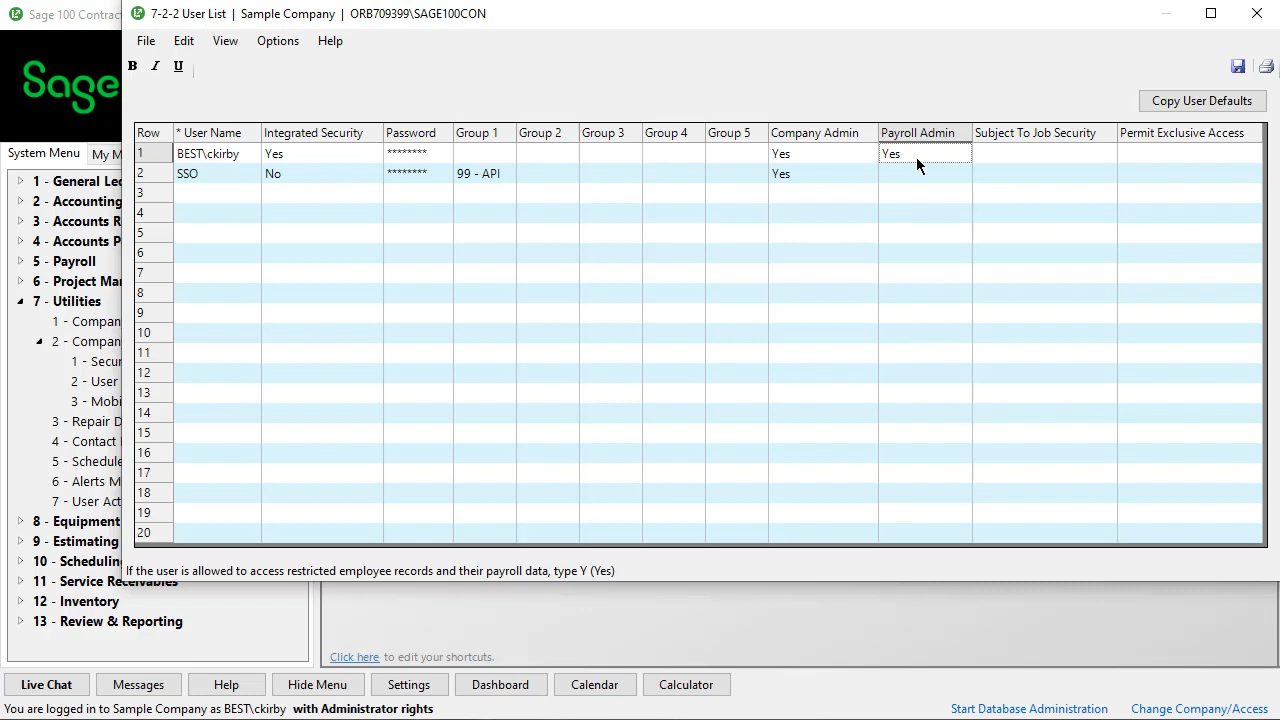 Sage 100 Contract
7-2-2 User List | Sample Company | ORB709399\SAGE100CON
File Edit View Options Help
B I U
Sage
Copy User Defaults
System Menu My M
Row * User Name Integrated Security Password Group 1 Group 2 Group 3 Group 4 Group 5 Company Admin Payroll Admin Subject To Job Security Permit Exclusive Access
1 BEST\ckirby Yes ******** Yes Yes
2 SSO No ******** 99 - API Yes
3
4
5
6
7
8
9
10
11
12
13
14
15
16
17
18
19
20
1 - General Led
2 - Accounting
3 - Accounts R
4 - Accounts P
5 - Payroll
6 - Project Mar
7 - Utilities
1 - Compan
2 - Compan
1 - Secur
2 - User
3 - Mobi
3 - Repair D
4 - Contact
5 - Schedule
6 - Alerts M
7 - User Act
8 - Equipment
9 - Estimating
10 - Scheduling
11 - Service Receivables
12 - Inventory
13 - Review & Reporting
If the user is allowed to access restricted employee records and their payroll data, type Y (Yes)
Click here to edit your shortcuts.
Live Chat Messages Help Hide Menu Settings Dashboard Calendar Calculator
You are logged in to Sample Company as BEST\ckirby with Administrator rights Start Database Administration Change Company/Access